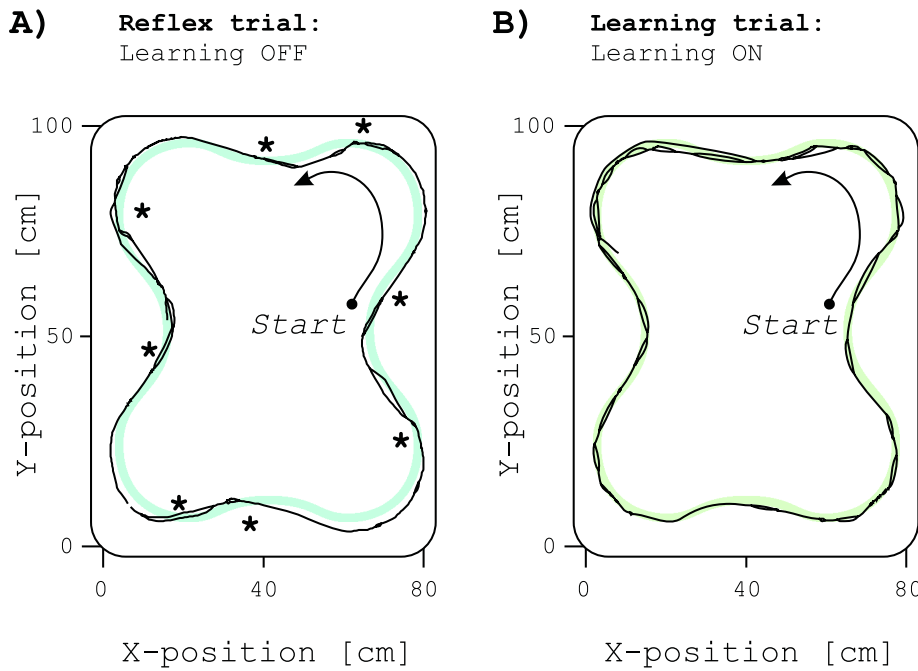 A)
Reflex trial:
Learning OFF
100
50
0
Y-position [cm]
* * * * * * * *
Start
0 40 80
X-position [cm]
B)
Learning trial:
Learning ON
100
50
0
Y-position [cm]
Start
0 40 80
X-position [cm]